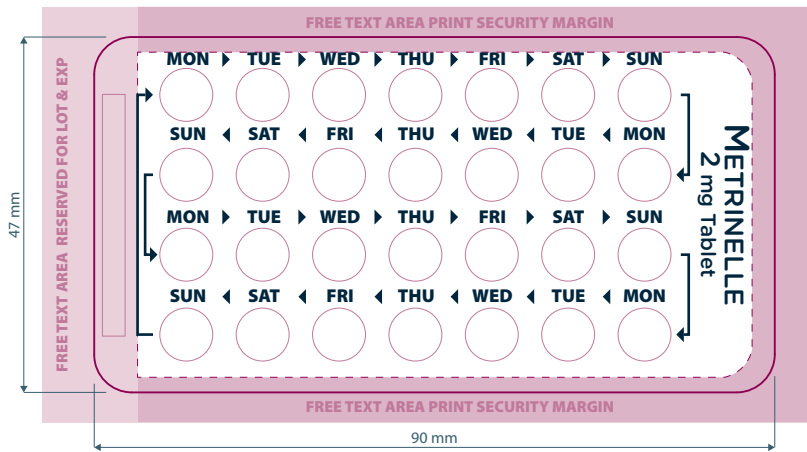 FREE TEXT AREA PRINT SECURITY MARGIN
MON TUE WED THU FRI SAT SUN
SUN SAT FRI THU WED TUE MON
MON TUE WED THU FRI SAT SUN
SUN SAT FRI THU WED TUE MON
METRINELLE
2 mg Tablet
FREE TEXT AREA RESERVED FOR LOT & EXP
47 mm
FREE TEXT AREA PRINT SECURITY MARGIN
90 mm